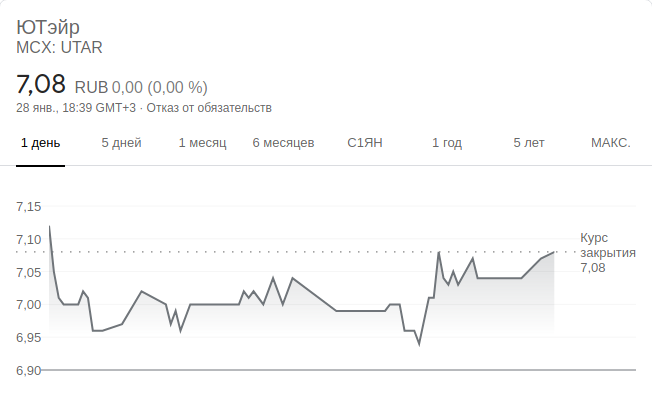 ЮТэйр
MCX: UTAR
7,08 RUB 0,00 (0,00 %)
28 янв., 18:39 GMT+3 · Отказ от обязательств
1 день 5 дней 1 месяц 6 месяцев С1ЯН 1 год 5 лет МАКС.
7,15
7,10
7,05
7,00
6,95
6,90
Курс
закрытия
7,08